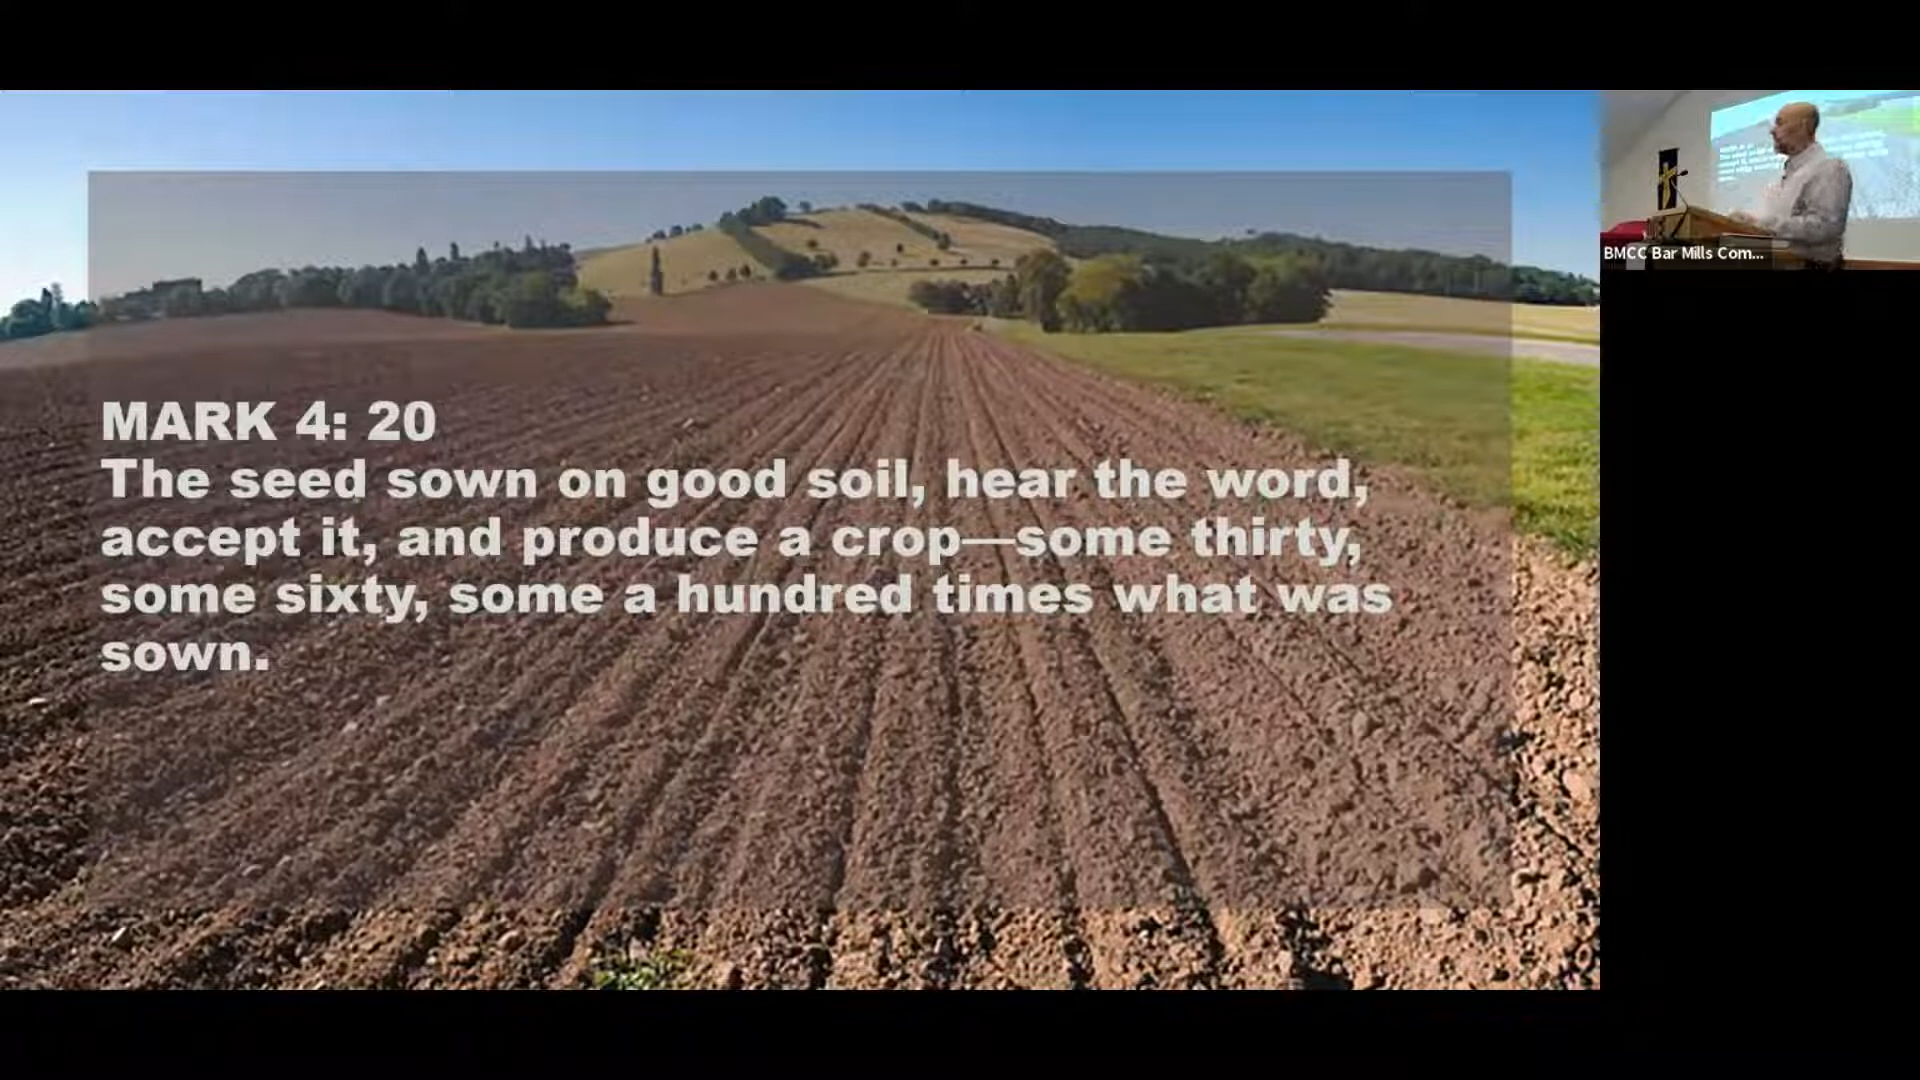 MARK 4: 20
The seed sown on good soil, hear the word,
accept it, and produce a crop—some thirty,
some sixty, some a hundred times what was
sown.
BMCC Bar Mills Com...